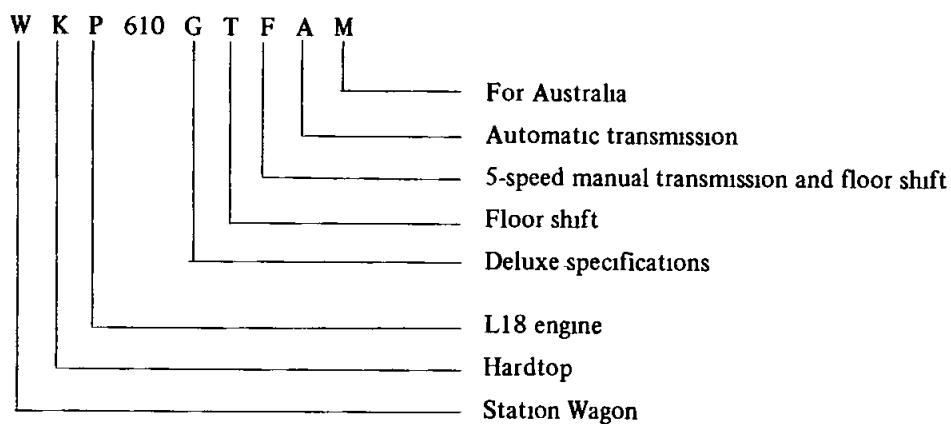 W K P 610 G T F A M
For Australia
Automatic transmission
5-speed manual transmission and floor shift
Floor shift
Deluxe specifications
L18 engine
Hardtop
Station Wagon